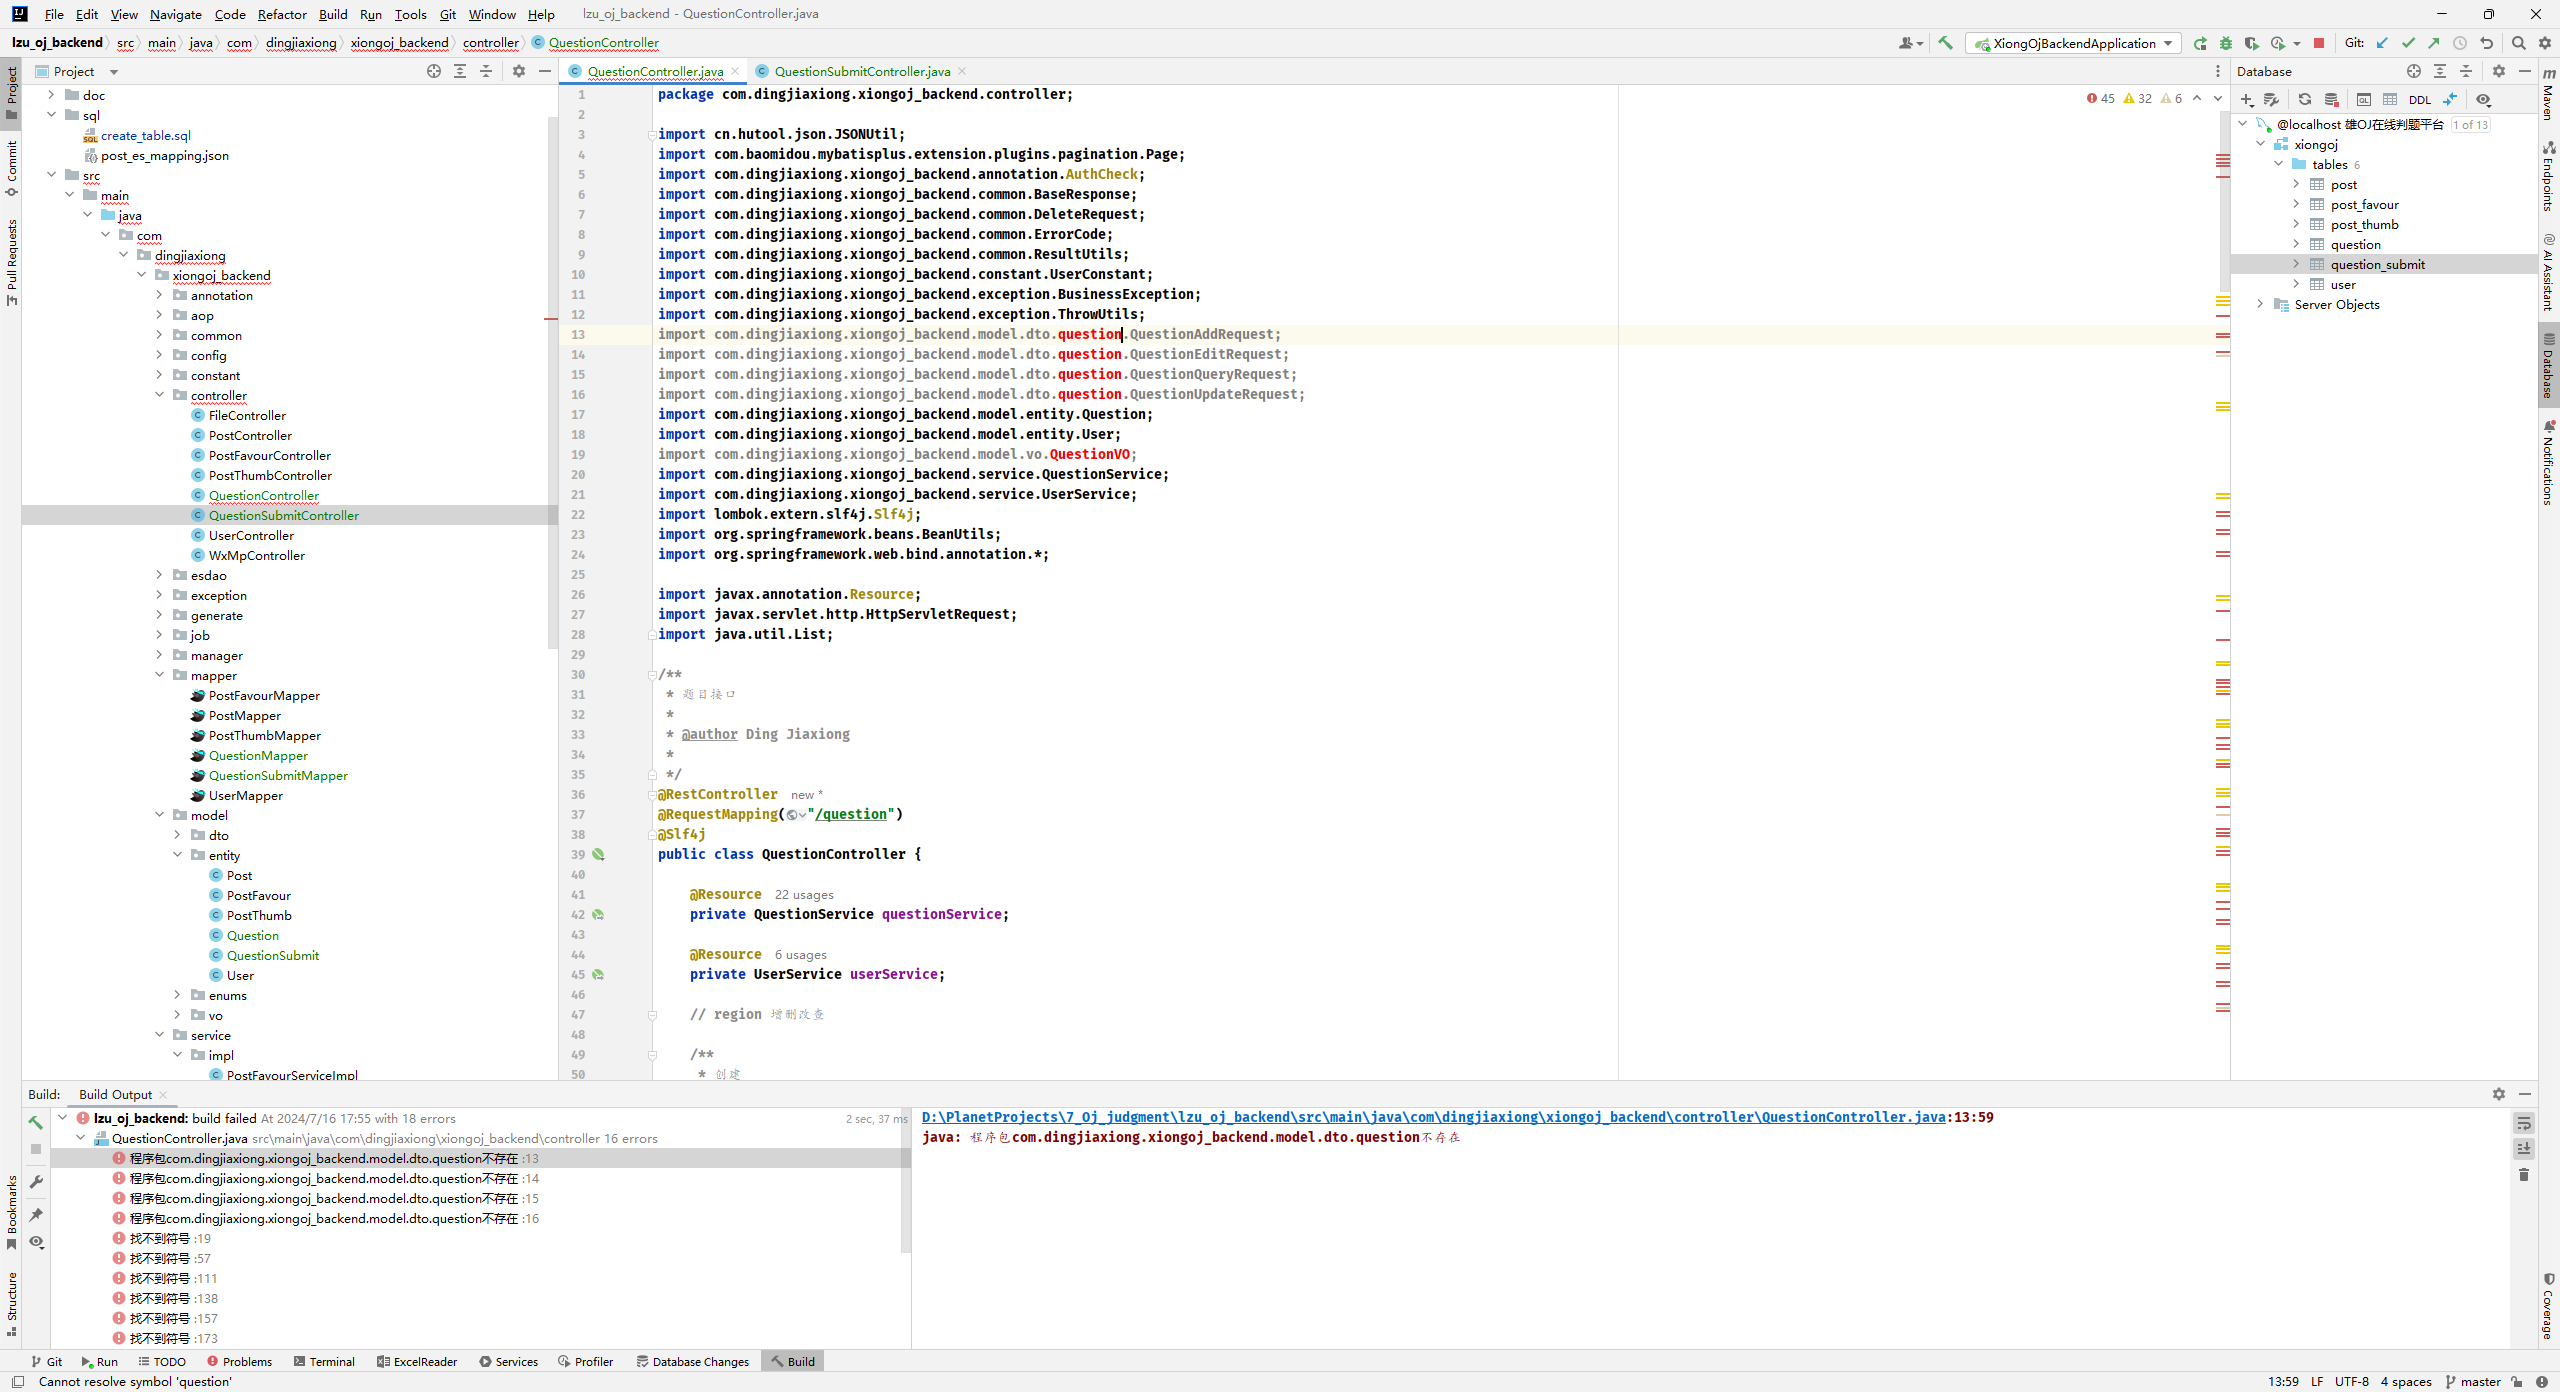 File Edit View Navigate Code Refactor Build Run Tools Git Window Help lzu_oj_backend - QuestionController.java
lzu_oj_backend src main java com dingjiaxiong xiongoj_backend controller QuestionController
XiongOjBackendApplication Git:
Project
doc
sql
create_table.sql
post_es_mapping.json
src
main
java
com
dingjiaxiong
xiongoj_backend
annotation
aop
common
config
constant
controller
FileController
PostController
PostFavourController
PostThumbController
QuestionController
QuestionSubmitController
UserController
WxMpController
esdao
exception
generate
job
manager
mapper
PostFavourMapper
PostMapper
PostThumbMapper
QuestionMapper
QuestionSubmitMapper
UserMapper
model
dto
entity
Post
PostFavour
PostThumb
Question
QuestionSubmit
User
enums
vo
service
impl
PostFavourServiceImpl
Project
Commit
Pull Requests
Bookmarks
Structure
QuestionController.java QuestionSubmitController.java
45 32 6
1 package com.dingjiaxiong.xiongoj_backend.controller;
2
3 import cn.hutool.json.JSONUtil;
4 import com.baomidou.mybatisplus.extension.plugins.pagination.Page;
5 import com.dingjiaxiong.xiongoj_backend.annotation.AuthCheck;
6 import com.dingjiaxiong.xiongoj_backend.common.BaseResponse;
7 import com.dingjiaxiong.xiongoj_backend.common.DeleteRequest;
8 import com.dingjiaxiong.xiongoj_backend.common.ErrorCode;
9 import com.dingjiaxiong.xiongoj_backend.common.ResultUtils;
10 import com.dingjiaxiong.xiongoj_backend.constant.UserConstant;
11 import com.dingjiaxiong.xiongoj_backend.exception.BusinessException;
12 import com.dingjiaxiong.xiongoj_backend.exception.ThrowUtils;
13 import com.dingjiaxiong.xiongoj_backend.model.dto.question.QuestionAddRequest;
14 import com.dingjiaxiong.xiongoj_backend.model.dto.question.QuestionEditRequest;
15 import com.dingjiaxiong.xiongoj_backend.model.dto.question.QuestionQueryRequest;
16 import com.dingjiaxiong.xiongoj_backend.model.dto.question.QuestionUpdateRequest;
17 import com.dingjiaxiong.xiongoj_backend.model.entity.Question;
18 import com.dingjiaxiong.xiongoj_backend.model.entity.User;
19 import com.dingjiaxiong.xiongoj_backend.model.vo.QuestionVO;
20 import com.dingjiaxiong.xiongoj_backend.service.QuestionService;
21 import com.dingjiaxiong.xiongoj_backend.service.UserService;
22 import lombok.extern.slf4j.Slf4j;
23 import org.springframework.beans.BeanUtils;
24 import org.springframework.web.bind.annotation.*;
25
26 import javax.annotation.Resource;
27 import javax.servlet.http.HttpServletRequest;
28 import java.util.List;
29
30 /**
31 * 题目接口
32 *
33 * @author Ding Jiaxiong
34 *
35 */
36 @RestController new *
37 @RequestMapping("/question")
38 @Slf4j
39 public class QuestionController {
40
41 @Resource 22 usages
42 private QuestionService questionService;
43
44 @Resource 6 usages
45 private UserService userService;
46
47 // region 增删改查
48
49 /**
50 * 创建
Database
DDL
@localhost 雄OJ在线判题平台 1 of 13
xiongoj
tables 6
post
post_favour
post_thumb
question
question_submit
user
Server Objects
m
Maven
Endpoints
AI Assistant
Database
Notifications
Coverage
Build: Build Output
lzu_oj_backend: build failed At 2024/7/16 17:55 with 18 errors 2 sec, 37 ms
QuestionController.java src\main\java\com\dingjiaxiong\xiongoj_backend\controller 16 errors
程序包com.dingjiaxiong.xiongoj_backend.model.dto.question不存在 :13
程序包com.dingjiaxiong.xiongoj_backend.model.dto.question不存在 :14
程序包com.dingjiaxiong.xiongoj_backend.model.dto.question不存在 :15
程序包com.dingjiaxiong.xiongoj_backend.model.dto.question不存在 :16
找不到符号 :19
找不到符号 :57
找不到符号 :111
找不到符号 :138
找不到符号 :157
找不到符号 :173
D:\PlanetProjects\7_Oj_judgment\lzu_oj_backend\src\main\java\com\dingjiaxiong\xiongoj_backend\controller\QuestionController.java:13:59
java: 程序包com.dingjiaxiong.xiongoj_backend.model.dto.question不存在
Git Run TODO Problems Terminal ExcelReader Services Profiler Database Changes Build
Cannot resolve symbol 'question' 13:59 LF UTF-8 4 spaces master